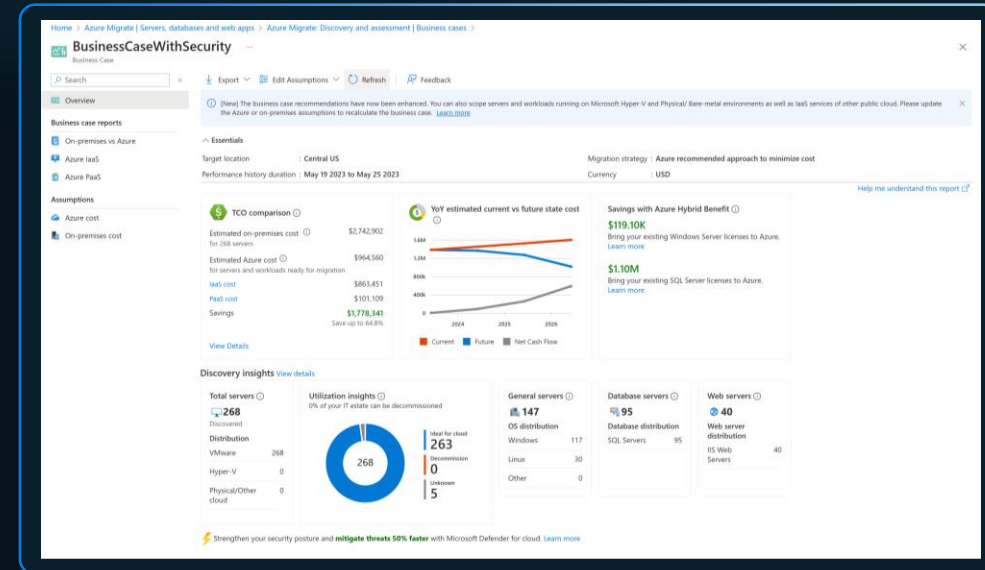 Home > Azure Migrate | Servers, databases and web apps > Azure Migrate: Discovery and assessment | Business cases >
BusinessCaseWithSecurity ...
Business Case
Search
Export Edit Assumptions Refresh Feedback
Overview
Business case reports
On-premises vs Azure
Azure IaaS
Azure PaaS
Assumptions
Azure cost
On-premises cost
[New] The business case recommendations have now been enhanced. You can also scope servers and workloads running on Microsoft Hyper-V and Physical/ Bare-metal environments as well as IaaS services of other public cloud. Please update
the Azure or on-premises assumptions to recalculate the business case. Learn more
Essentials
Target location : Central US
Migration strategy : Azure recommended approach to minimize cost
Performance history duration : May 19 2023 to May 25 2023
Currency : USD
Help me understand this report
TCO comparison
Estimated on-premises cost $2,742,902
for 268 servers
Estimated Azure cost $964,560
for servers and workloads ready for migration
IaaS cost $863,451
PaaS cost $101,109
Savings $1,778,341
Save up to 64.8%
View Details
YoY estimated current vs future state cost
1.6M
1.2M
800k
400k
0
2024 2025 2026
Current Future Net Cash Flow
Savings with Azure Hybrid Benefit
$119.10K
Bring your existing Windows Server licenses to Azure.
Learn more
$1.10M
Bring your existing SQL Server licenses to Azure.
Learn more
Discovery insights View details
Total servers
268
Discovered
Distribution
VMware 268
Hyper-V 0
Physical/Other 0
cloud
Utilization insights
0% of your IT estate can be decommissioned
268
Ideal for cloud
263
Decommission
0
Unknown
5
General servers
147
OS distribution
Windows 117
Linux 30
Other 0
Database servers
95
Database distribution
SQL Servers 95
Web servers
40
Web server
distribution
IIS Web 40
Servers
Strengthen your security posture and mitigate threats 50% faster with Microsoft Defender for cloud. Learn more